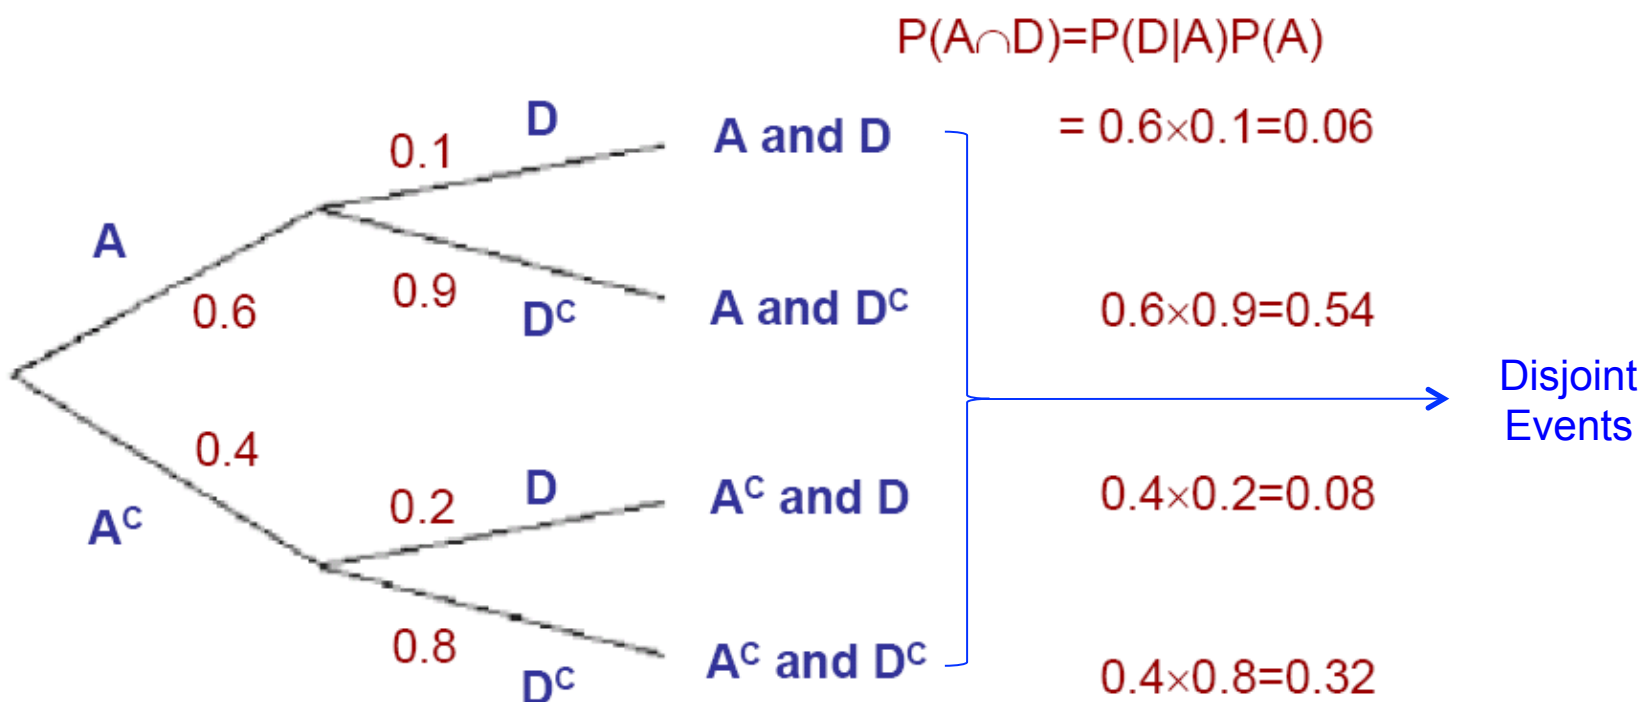 P(A∩D)=P(D|A)P(A)
D
0.1
A and D
= 0.6×0.1=0.06
A
0.6
0.9
Dᶜ
A and Dᶜ
0.6×0.9=0.54
Disjoint
Events
0.4
Aᶜ
0.2
D
Aᶜ and D
0.4×0.2=0.08
0.8
Dᶜ
Aᶜ and Dᶜ
0.4×0.8=0.32